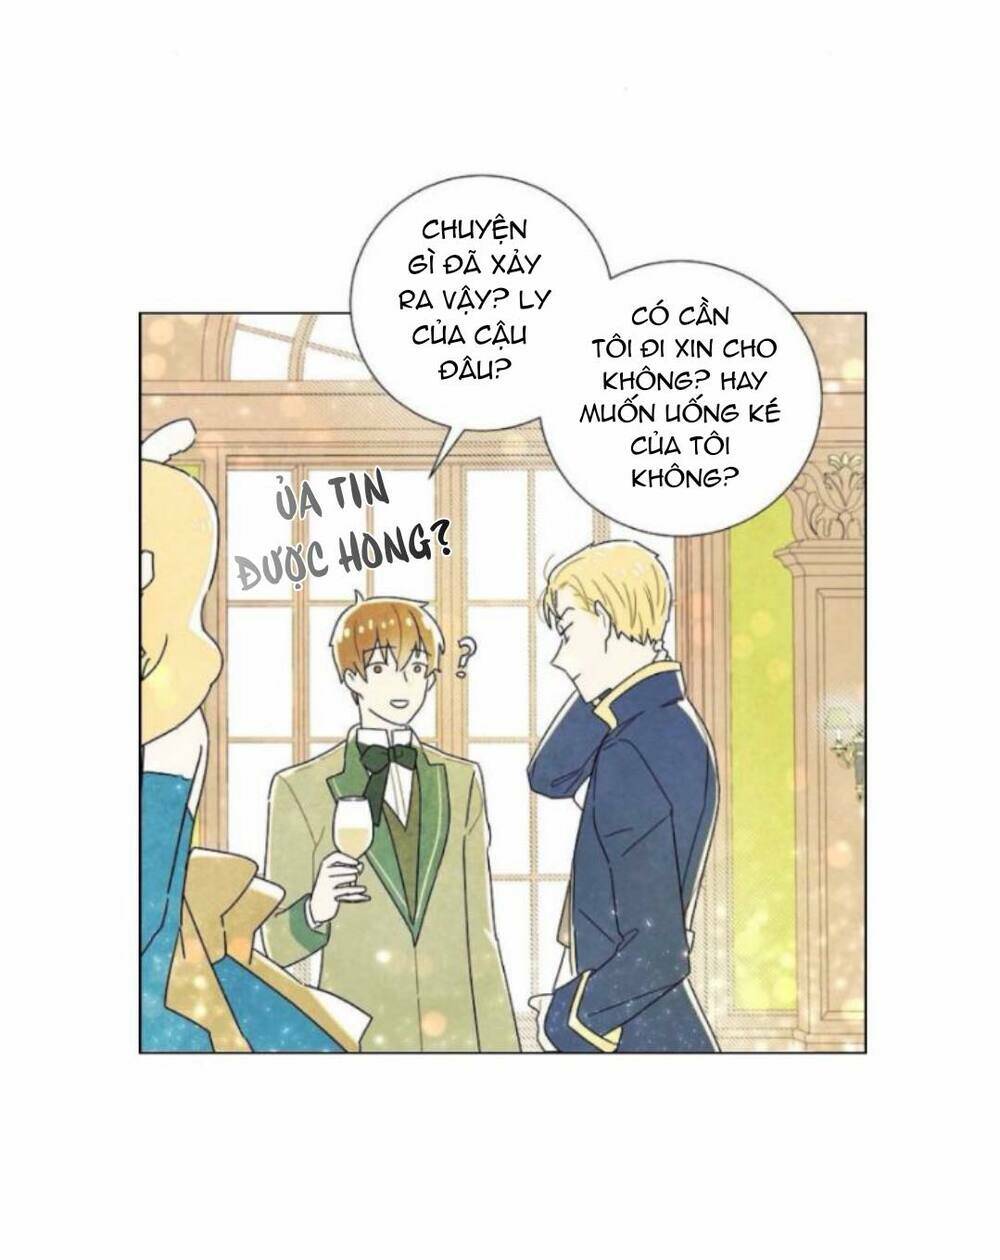 CHUYỆN
GÌ ĐÃ XẢY
RA VẬY? LY
CỦA CẬU
ĐÂU?
CÓ CẦN
TÔI ĐI XIN CHO
KHÔNG? HAY
MUỐN UỐNG KÉ
CỦA TÔI
KHÔNG?
ỦA TIN
ĐƯỢC HONG?
?